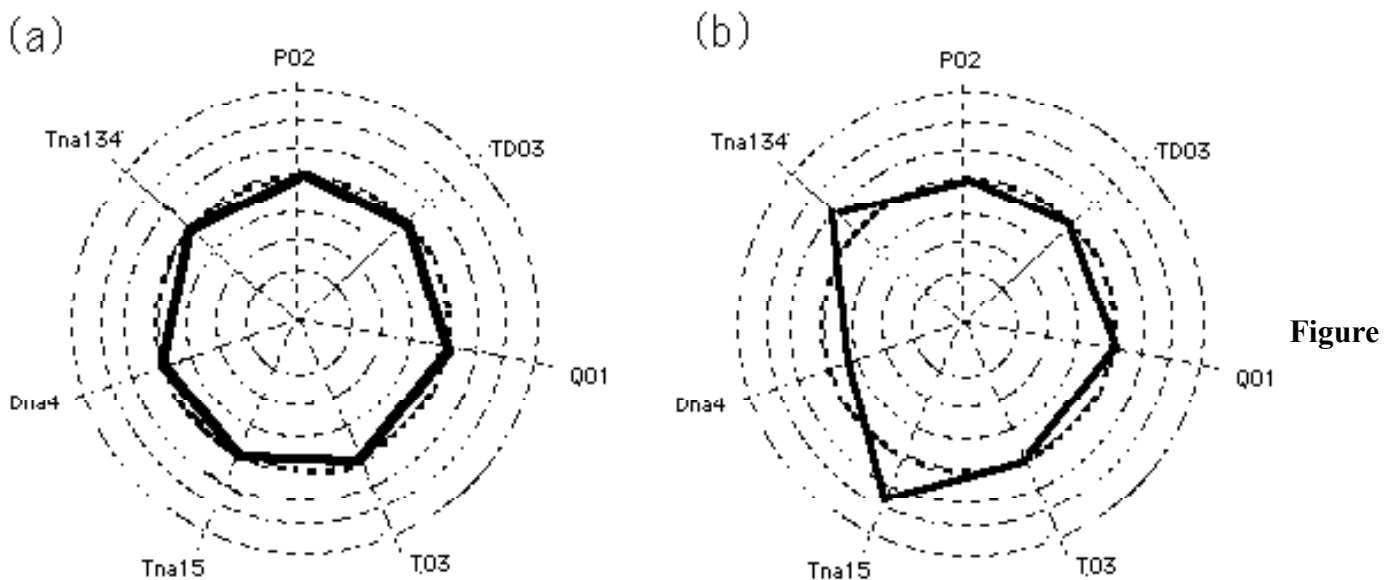 (a)
P02
TD03
Q01
T03
Tna15
Dna4
Tna134
(b)
P02
TD03
Q01
T03
Tna15
Dna4
Tna134
Figure